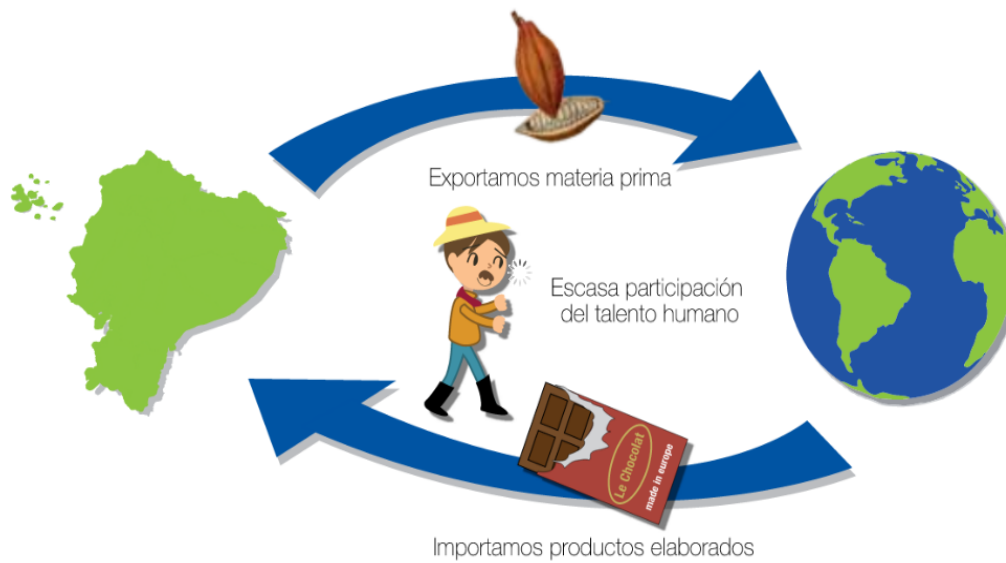 Exportamos materia prima
Escasa participación
del talento humano
Le Chocolat
made in europe
Importamos productos elaborados